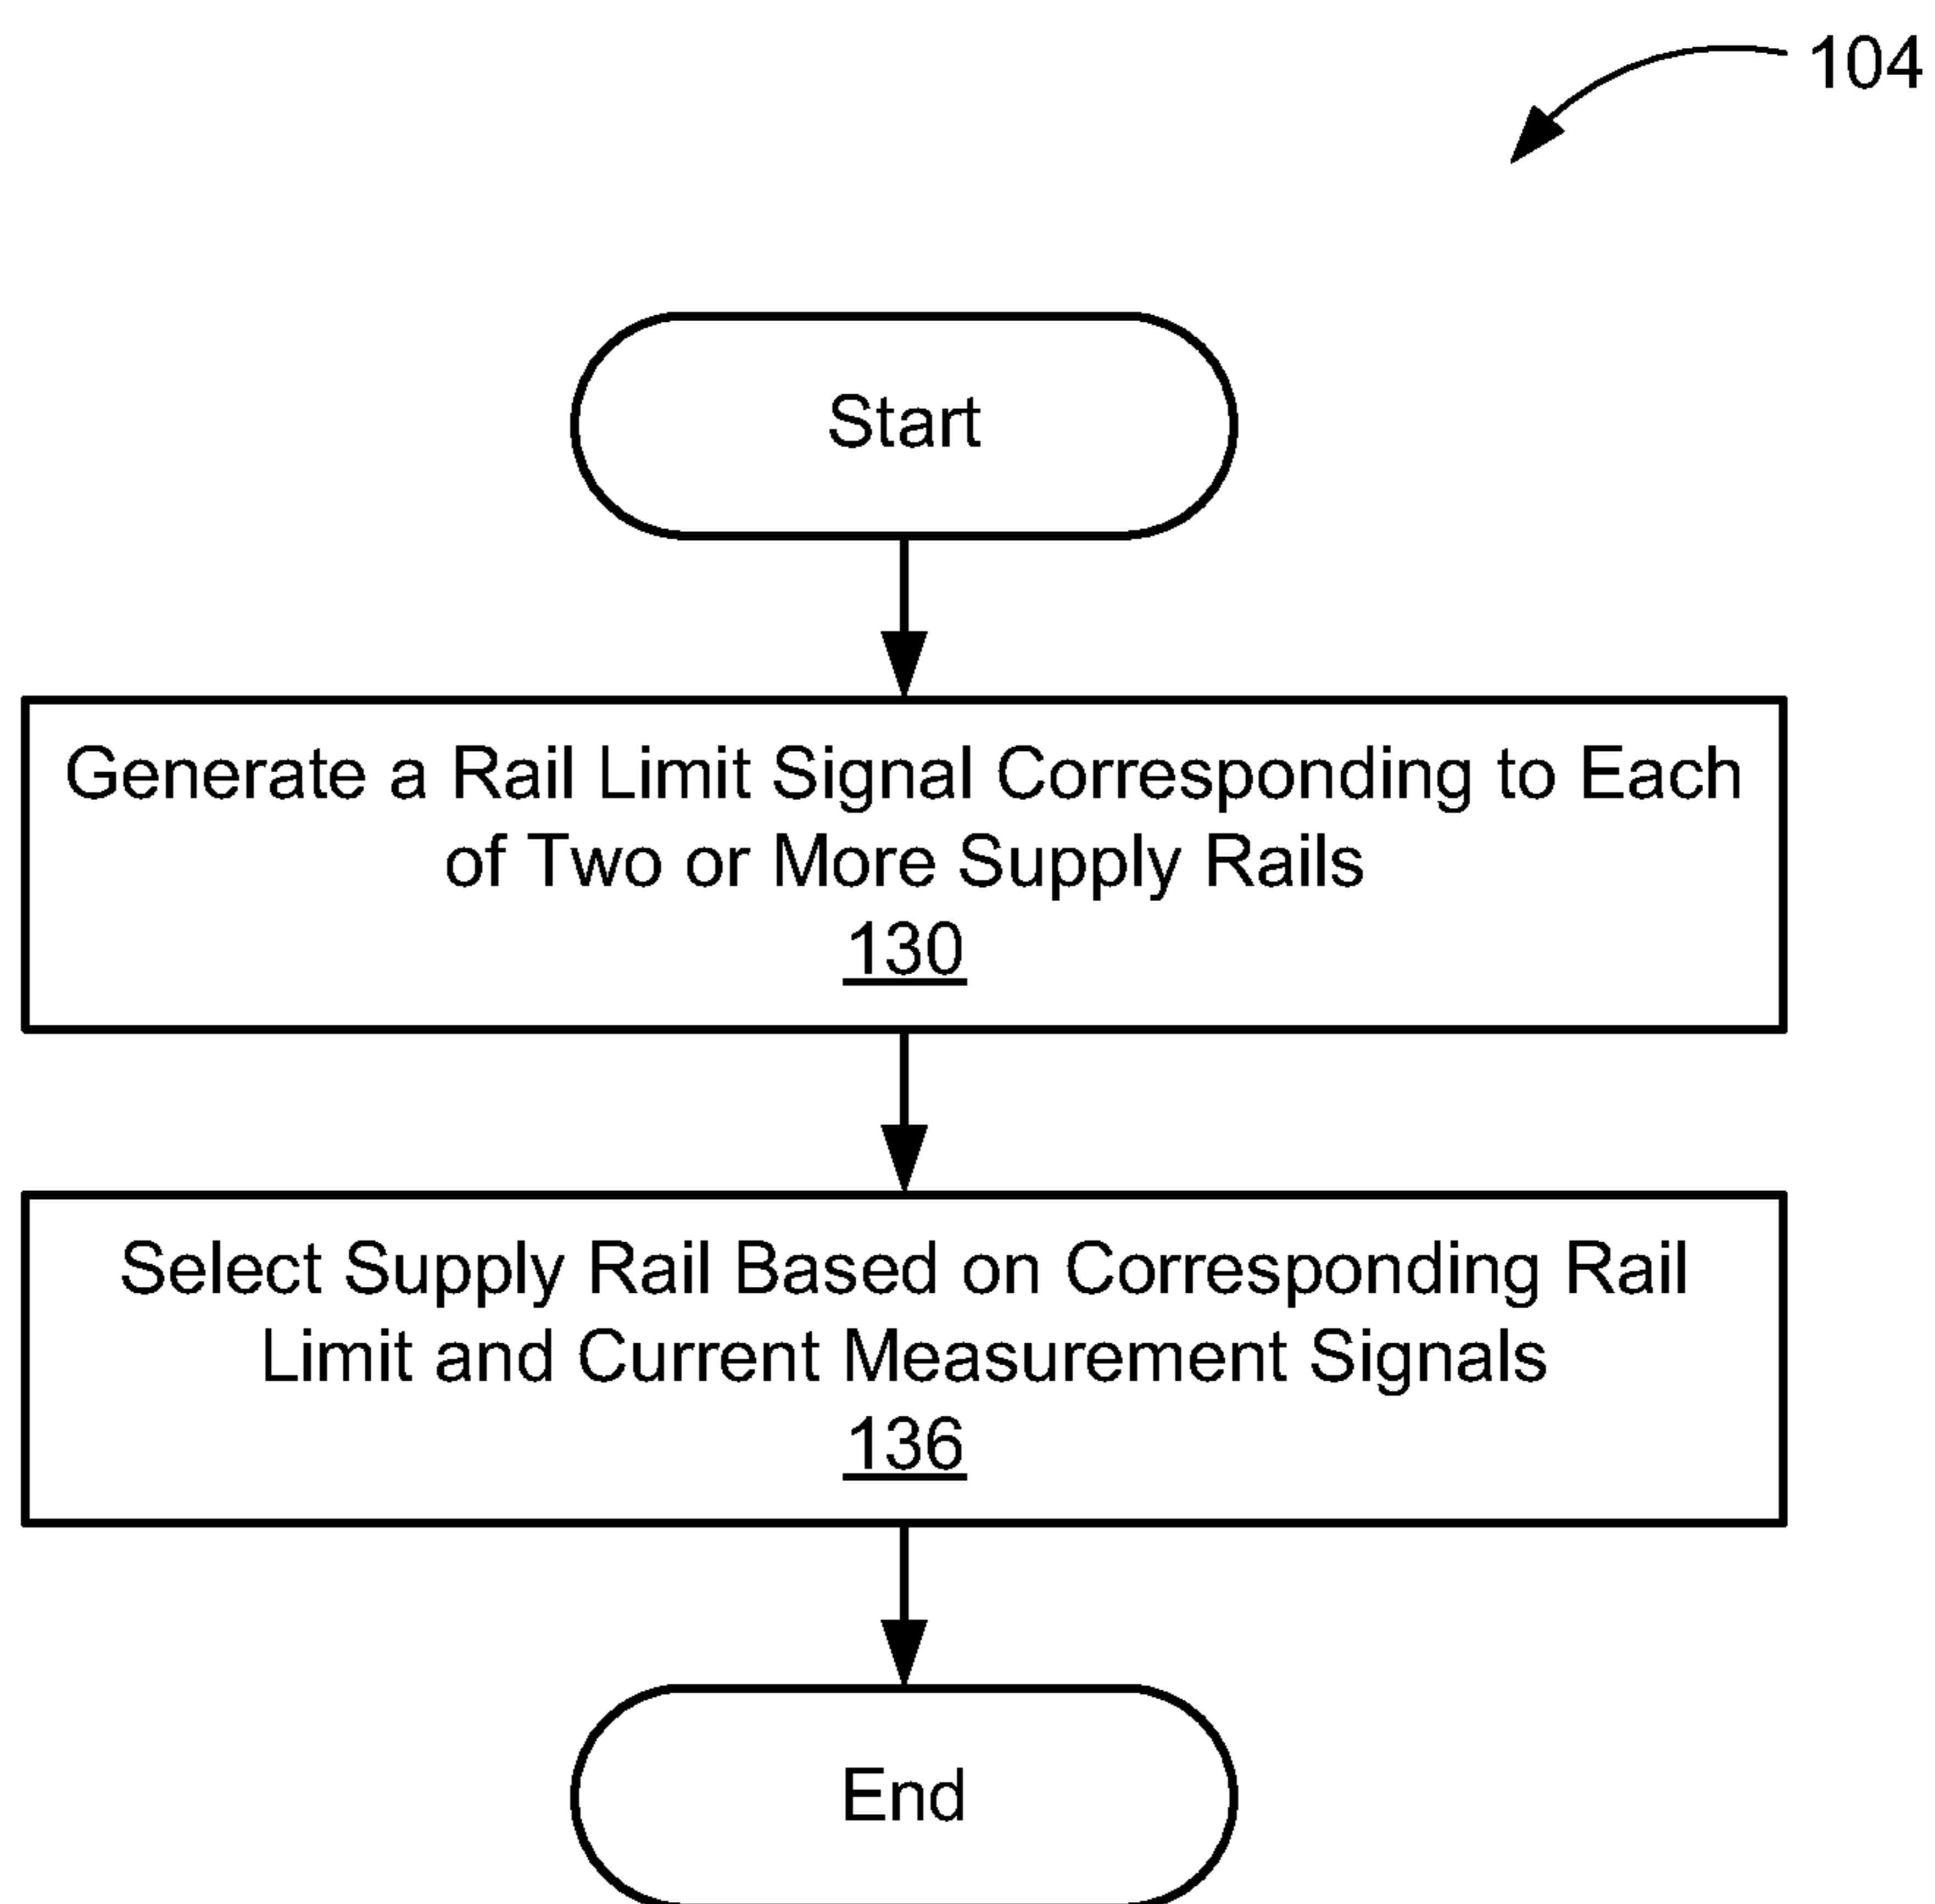 104
Start
Generate a Rail Limit Signal Corresponding to Each
of Two or More Supply Rails
130
Select Supply Rail Based on Corresponding Rail
Limit and Current Measurement Signals
136
End